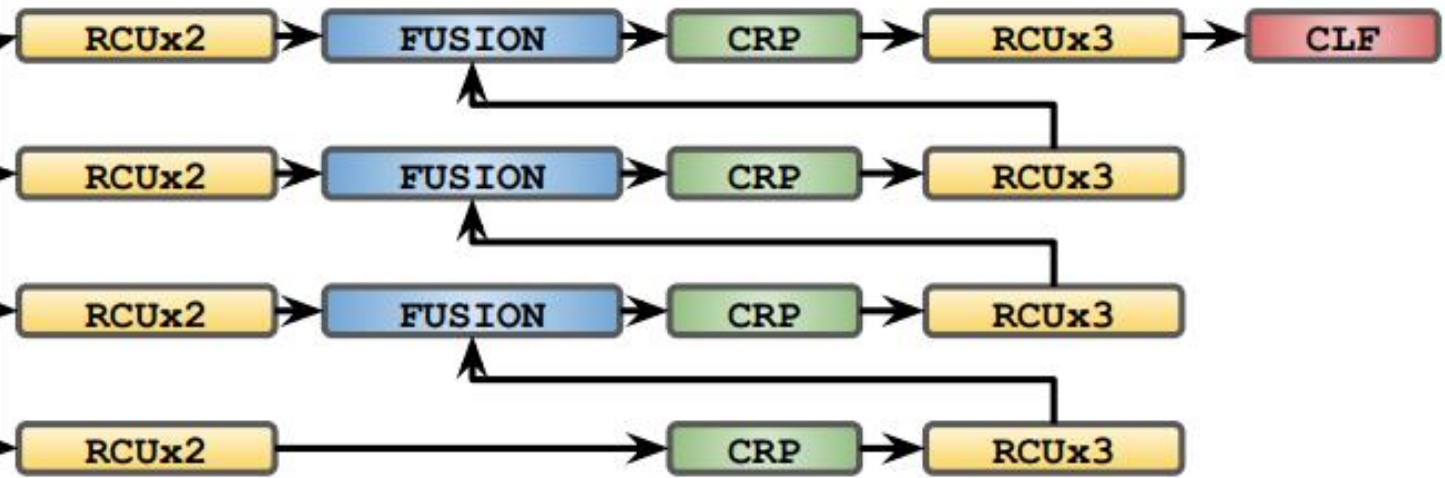 RCUx2 FUSION CRP RCUx3 CLF
RCUx2 FUSION CRP RCUx3
RCUx2 FUSION CRP RCUx3
RCUx2 CRP RCUx3